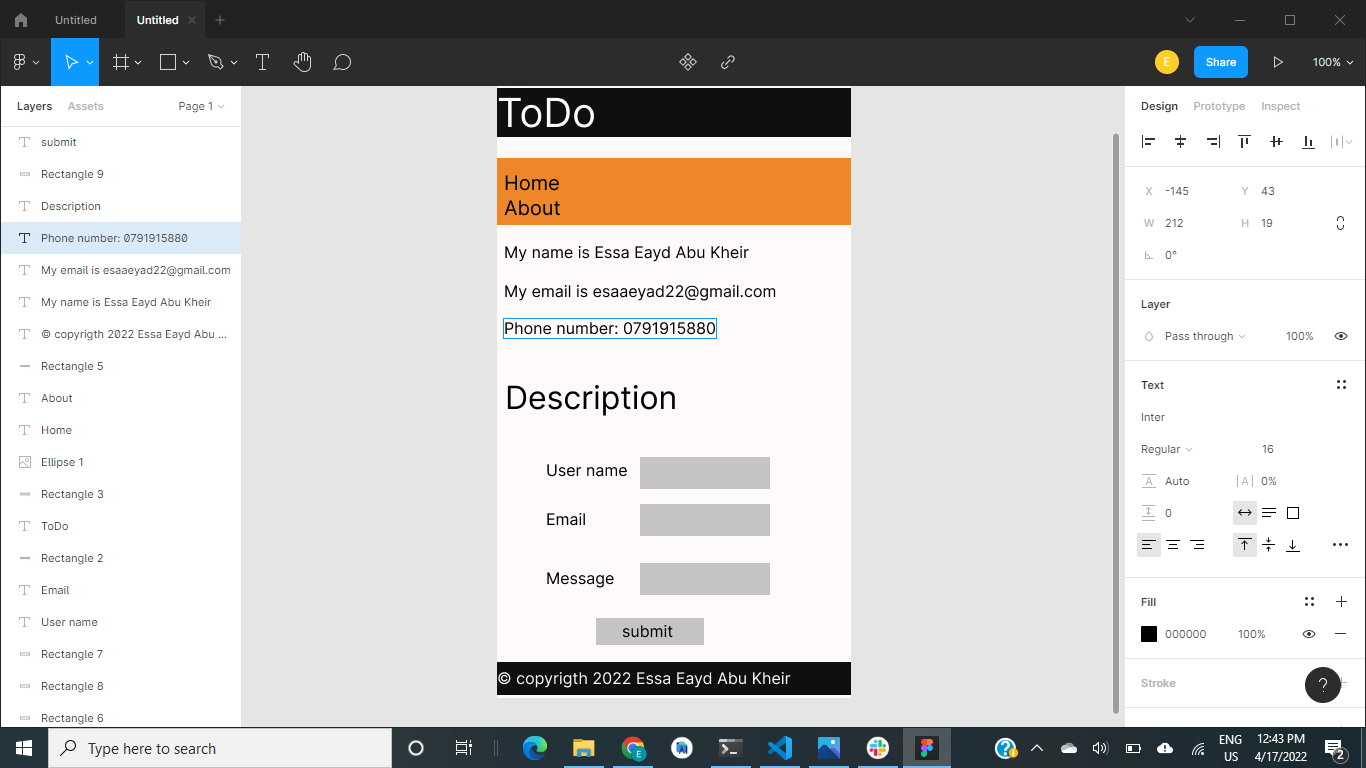 Untitled
Untitled
E
Share
100%
Layers
Assets
Page 1
submit
Rectangle 9
Description
Phone number: 0791915880
My email is esaaeyad22@gmail.com
My name is Essa Eayd Abu Kheir
© copyrigth 2022 Essa Eayd Abu ...
Rectangle 5
About
Home
Ellipse 1
Rectangle 3
ToDo
Rectangle 2
Email
User name
Rectangle 7
Rectangle 8
Rectangle 6
ToDo
Home
About
My name is Essa Eayd Abu Kheir
My email is esaaeyad22@gmail.com
Phone number: 0791915880
Description
User name
Email
Message
submit
© copyrigth 2022 Essa Eayd Abu Kheir
Design
Prototype
Inspect
X -145 Y 43
W 212 H 19
0°
Layer
Pass through 100%
Text
Inter
Regular 16
A Auto |A| 0%
0
Fill
000000 100%
Stroke
?
Type here to search
ENG
US
12:43 PM
4/17/2022
2